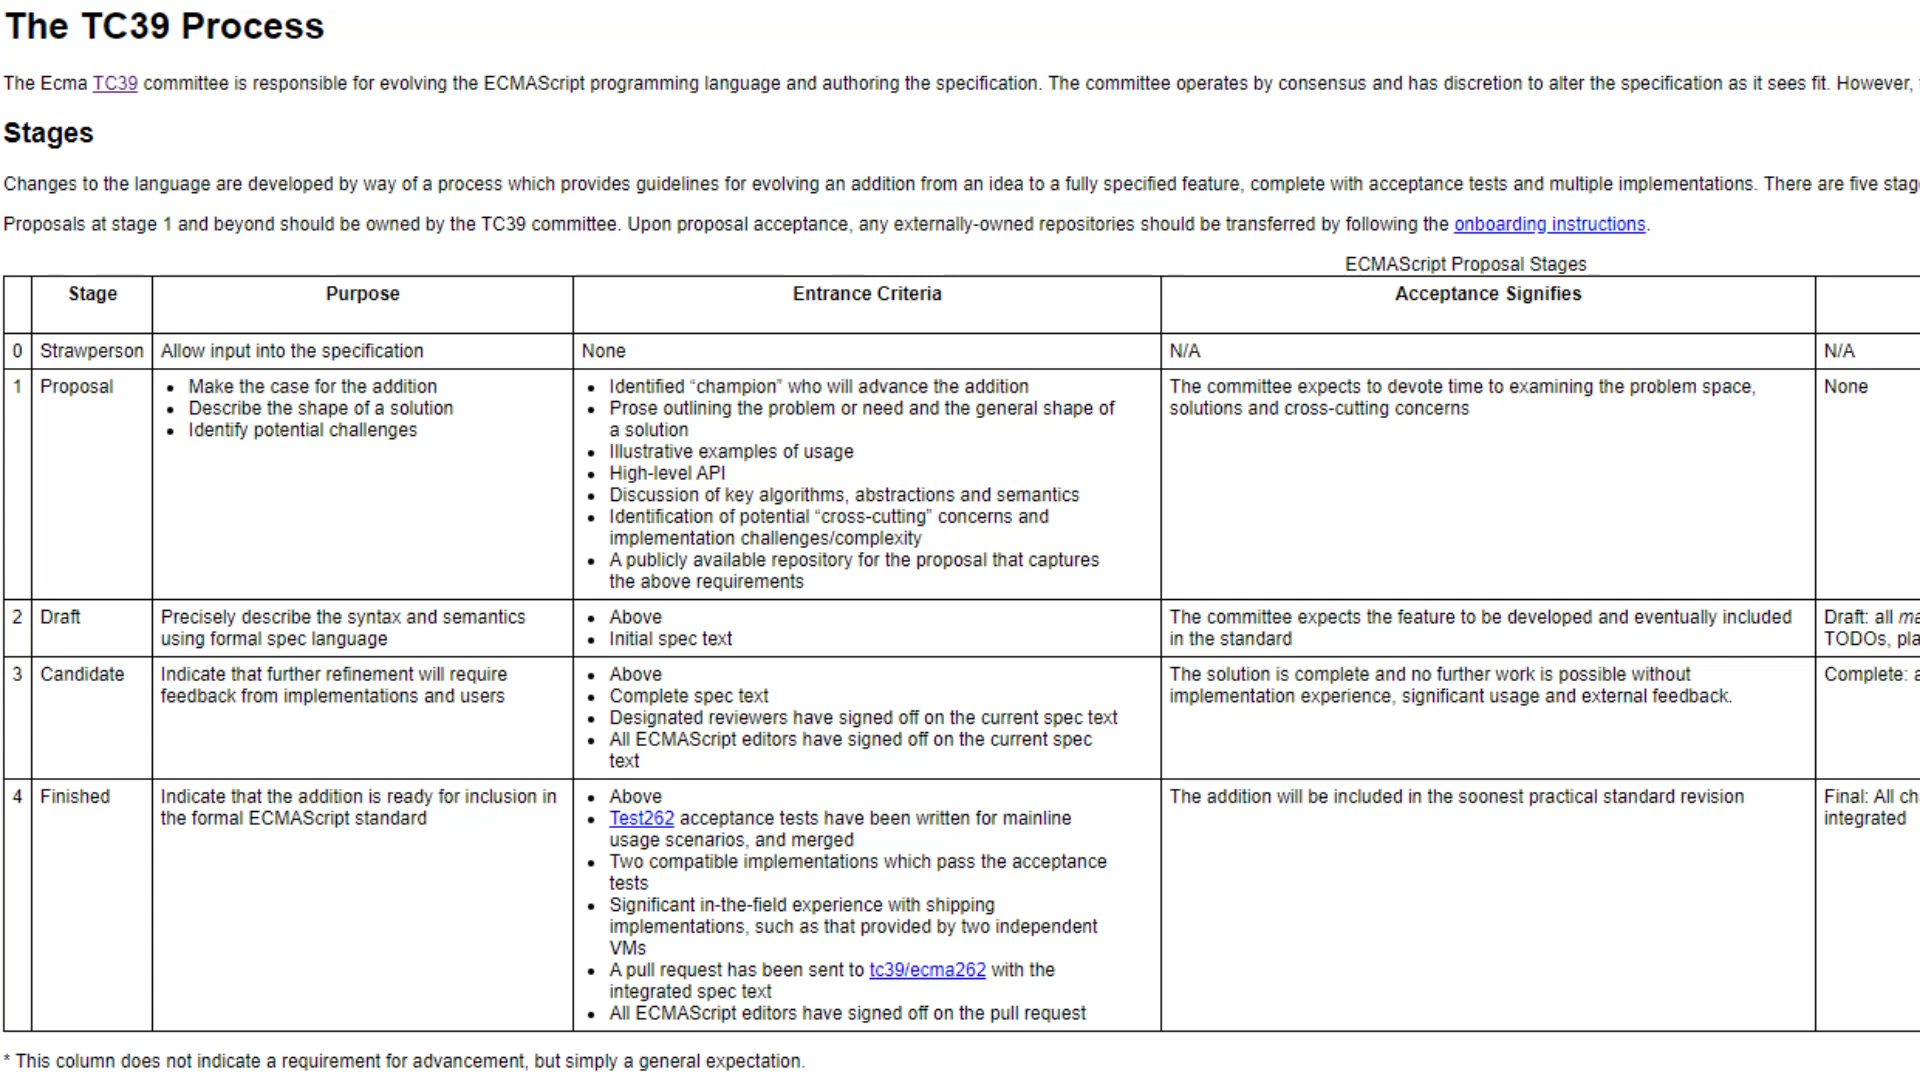 The TC39 Process
The Ecma TC39 committee is responsible for evolving the ECMAScript programming language and authoring the specification. The committee operates by consensus and has discretion to alter the specification as it sees fit. However,
Stages
Changes to the language are developed by way of a process which provides guidelines for evolving an addition from an idea to a fully specified feature, complete with acceptance tests and multiple implementations. There are five stag
Proposals at stage 1 and beyond should be owned by the TC39 committee. Upon proposal acceptance, any externally-owned repositories should be transferred by following the onboarding instructions.
ECMAScript Proposal Stages
Stage Purpose Entrance Criteria Acceptance Signifies
0 Strawperson Allow input into the specification None N/A N/A
1 Proposal
• Make the case for the addition
• Describe the shape of a solution
• Identify potential challenges
• Identified “champion” who will advance the addition
• Prose outlining the problem or need and the general shape of
a solution
• Illustrative examples of usage
• High-level API
• Discussion of key algorithms, abstractions and semantics
• Identification of potential “cross-cutting” concerns and
implementation challenges/complexity
• A publicly available repository for the proposal that captures
the above requirements
The committee expects to devote time to examining the problem space,
solutions and cross-cutting concerns
None
2 Draft
Precisely describe the syntax and semantics
using formal spec language
• Above
• Initial spec text
The committee expects the feature to be developed and eventually included
in the standard
Draft: all ma
TODOs, pla
3 Candidate
Indicate that further refinement will require
feedback from implementations and users
• Above
• Complete spec text
• Designated reviewers have signed off on the current spec text
• All ECMAScript editors have signed off on the current spec
text
The solution is complete and no further work is possible without
implementation experience, significant usage and external feedback.
Complete: a
4 Finished
Indicate that the addition is ready for inclusion in
the formal ECMAScript standard
• Above
• Test262 acceptance tests have been written for mainline
usage scenarios, and merged
• Two compatible implementations which pass the acceptance
tests
• Significant in-the-field experience with shipping
implementations, such as that provided by two independent
VMs
• A pull request has been sent to tc39/ecma262 with the
integrated spec text
• All ECMAScript editors have signed off on the pull request
The addition will be included in the soonest practical standard revision
Final: All ch
integrated
* This column does not indicate a requirement for advancement, but simply a general expectation.